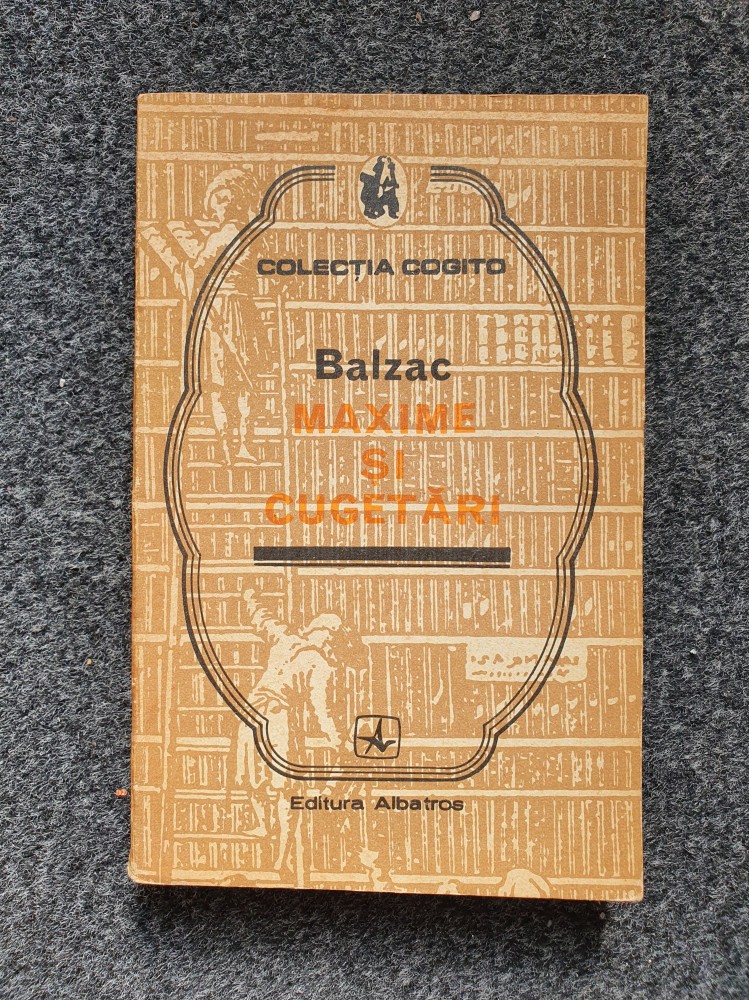 COLECȚIA COGITO
Balzac
MAXIME
ȘI
CUGETĂRI
Editura Albatros